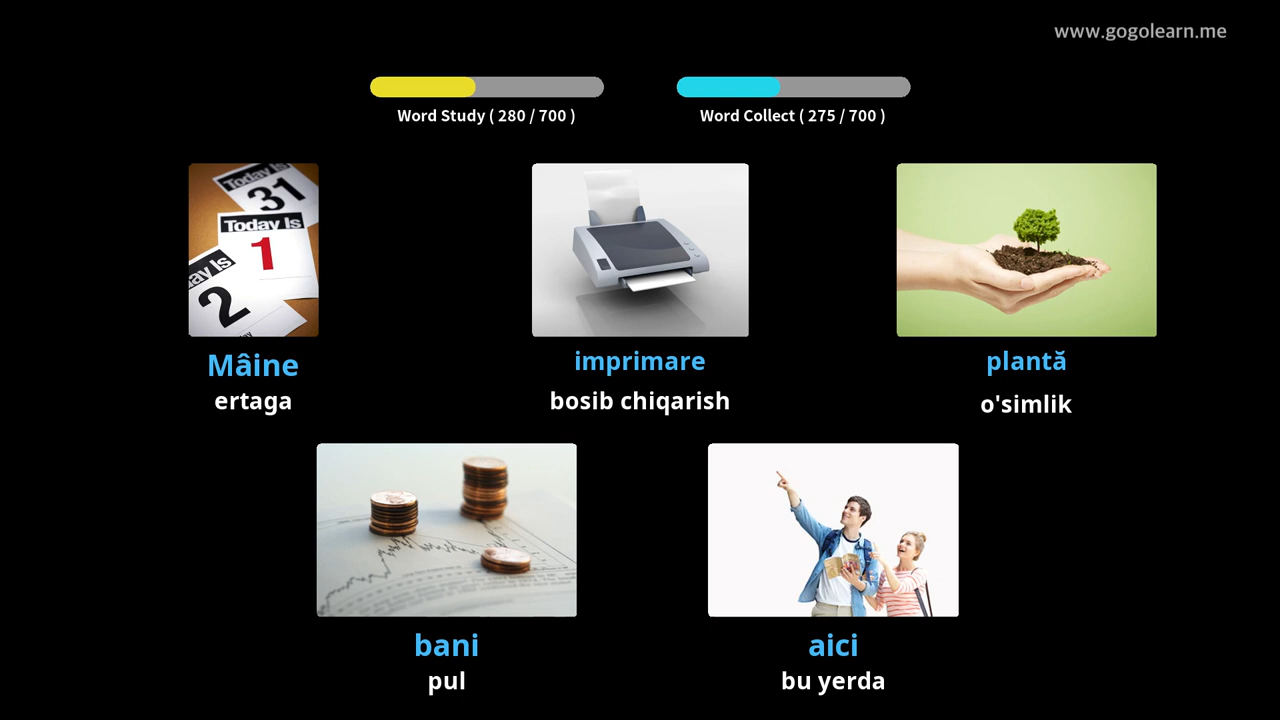 www.gogolearn.me
Word Study ( 280 / 700 )
Word Collect ( 275 / 700 )
Today Is
31
Today Is
1
ay Is
2
Mâine
ertaga
imprimare
bosib chiqarish
plantă
o'simlik
bani
pul
aici
bu yerda